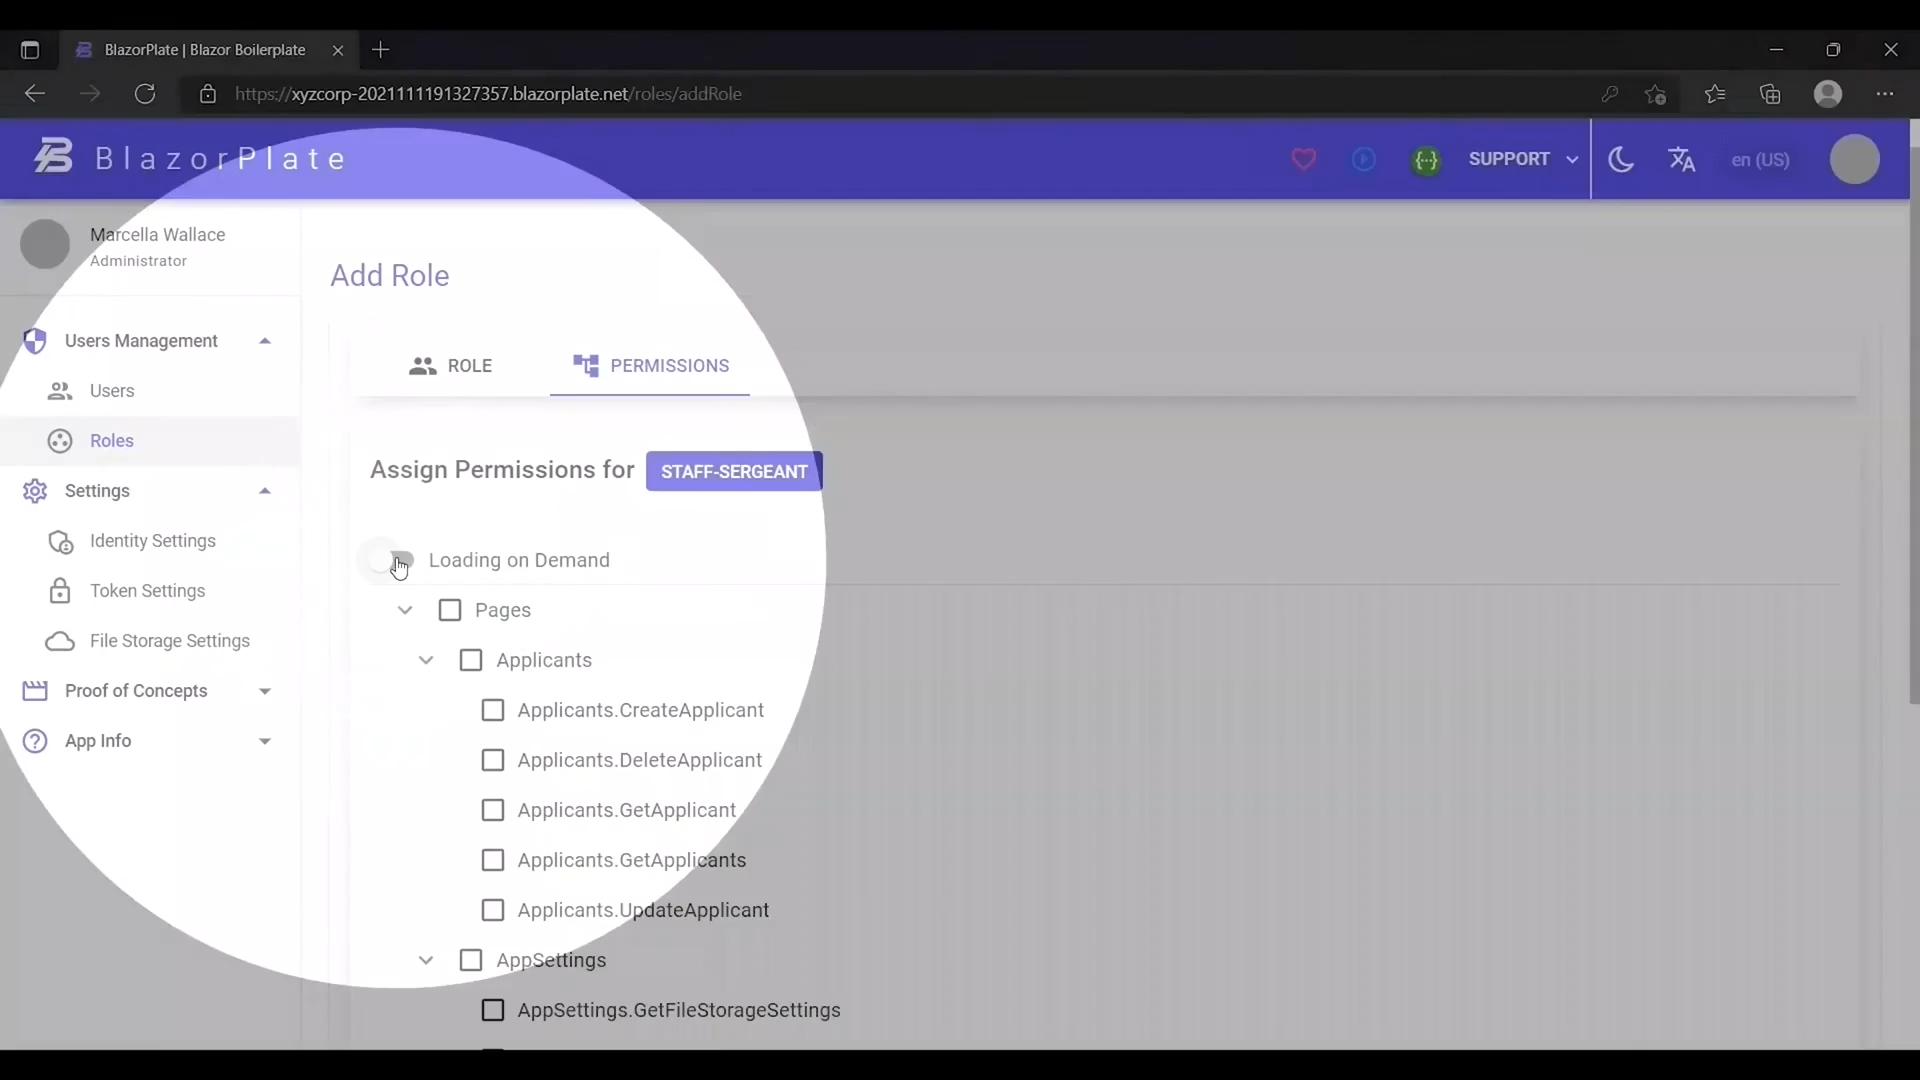 BlazorPlate | Blazor Boilerplate
https://xyzcorp-2021111191327357.blazorplate.net/roles/addRole
BlazorPlate
SUPPORT
en (US)
Marcella Wallace
Administrator
Users Management
Users
Roles
Settings
Identity Settings
Token Settings
File Storage Settings
Proof of Concepts
App Info
Add Role
ROLE
PERMISSIONS
Assign Permissions for STAFF-SERGEANT
Loading on Demand
Pages
Applicants
Applicants.CreateApplicant
Applicants.DeleteApplicant
Applicants.GetApplicant
Applicants.GetApplicants
Applicants.UpdateApplicant
AppSettings
AppSettings.GetFileStorageSettings